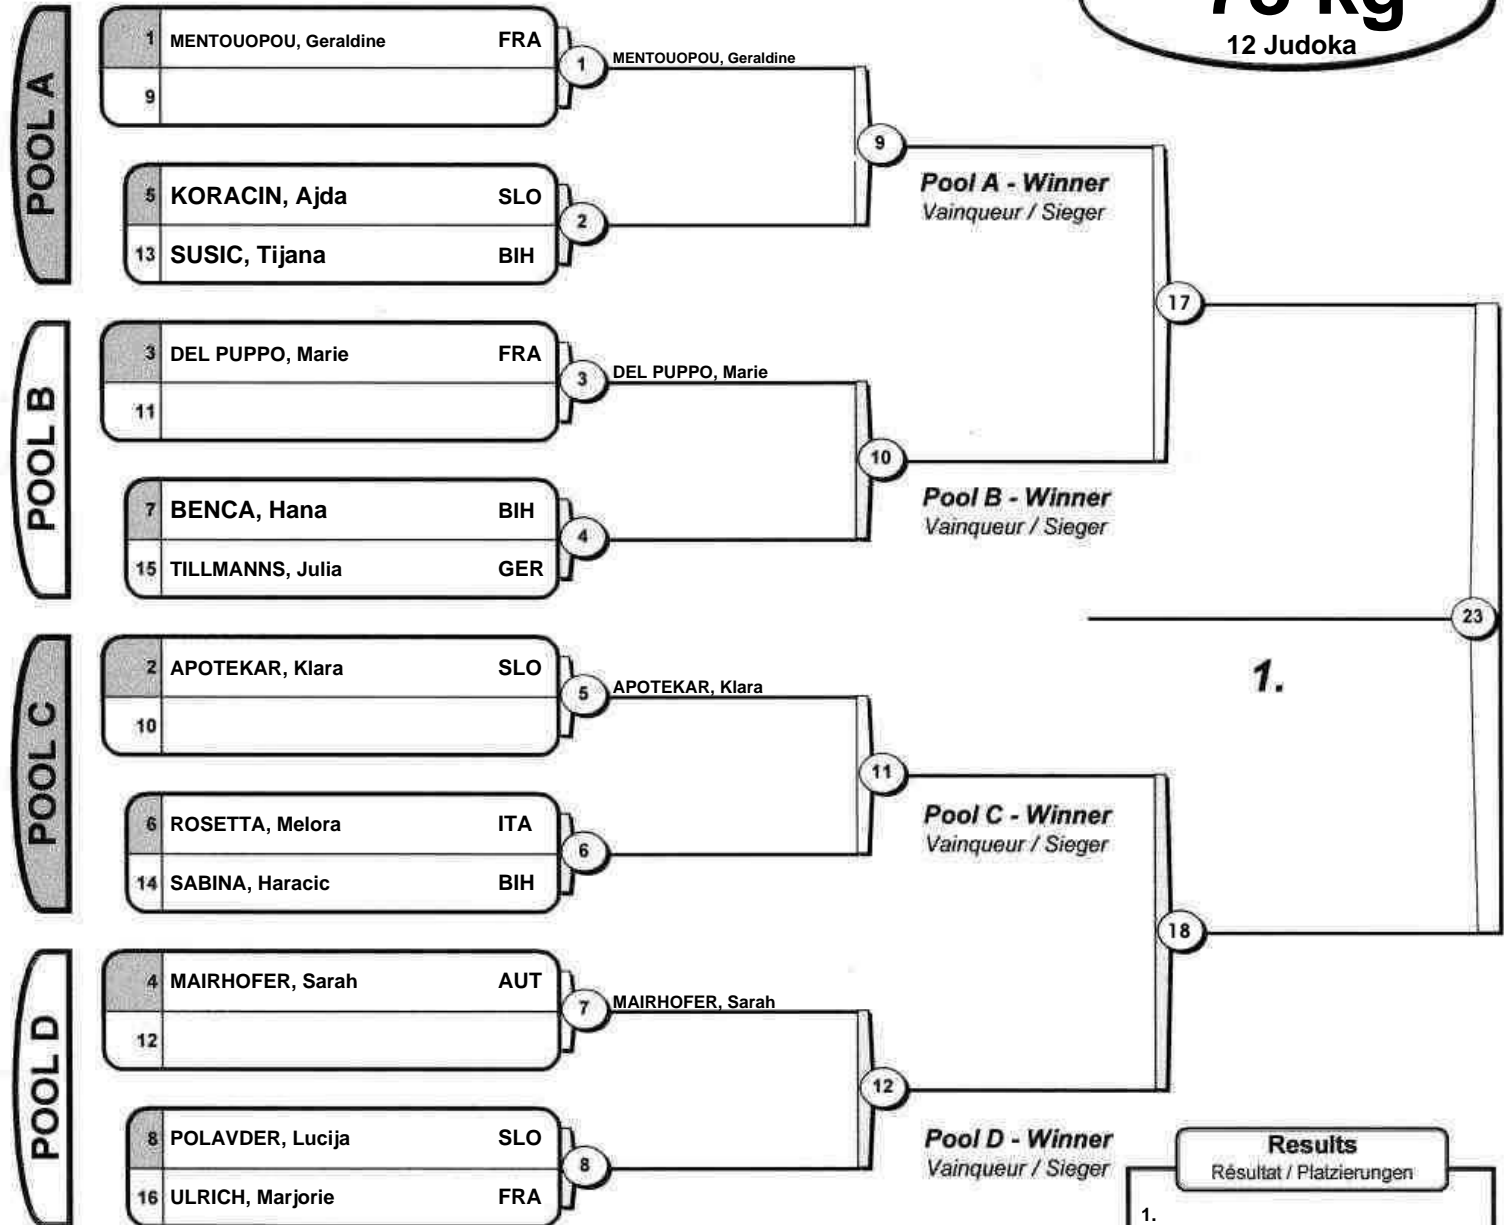 78 kg
12 Judoka
POOL A
1 MENTOUOPOU, Geraldine FRA
9
1 MENTOUOPOU, Geraldine
5 KORACIN, Ajda SLO
13 SUSIC, Tijana BIH
2
9
Pool A - Winner
Vainqueur / Sieger
17
POOL B
3 DEL PUPPO, Marie FRA
11
3 DEL PUPPO, Marie
7 BENCA, Hana BIH
15 TILLMANNS, Julia GER
4
10
Pool B - Winner
Vainqueur / Sieger
23
1.
POOL C
2 APOTEKAR, Klara SLO
10
5 APOTEKAR, Klara
6 ROSETTA, Melora ITA
14 SABINA, Haracic BIH
6
11
Pool C - Winner
Vainqueur / Sieger
18
POOL D
4 MAIRHOFER, Sarah AUT
12
7 MAIRHOFER, Sarah
8 POLAVDER, Lucija SLO
16 ULRICH, Marjorie FRA
8
12
Pool D - Winner
Vainqueur / Sieger
Results
Résultat / Platzierungen
1.